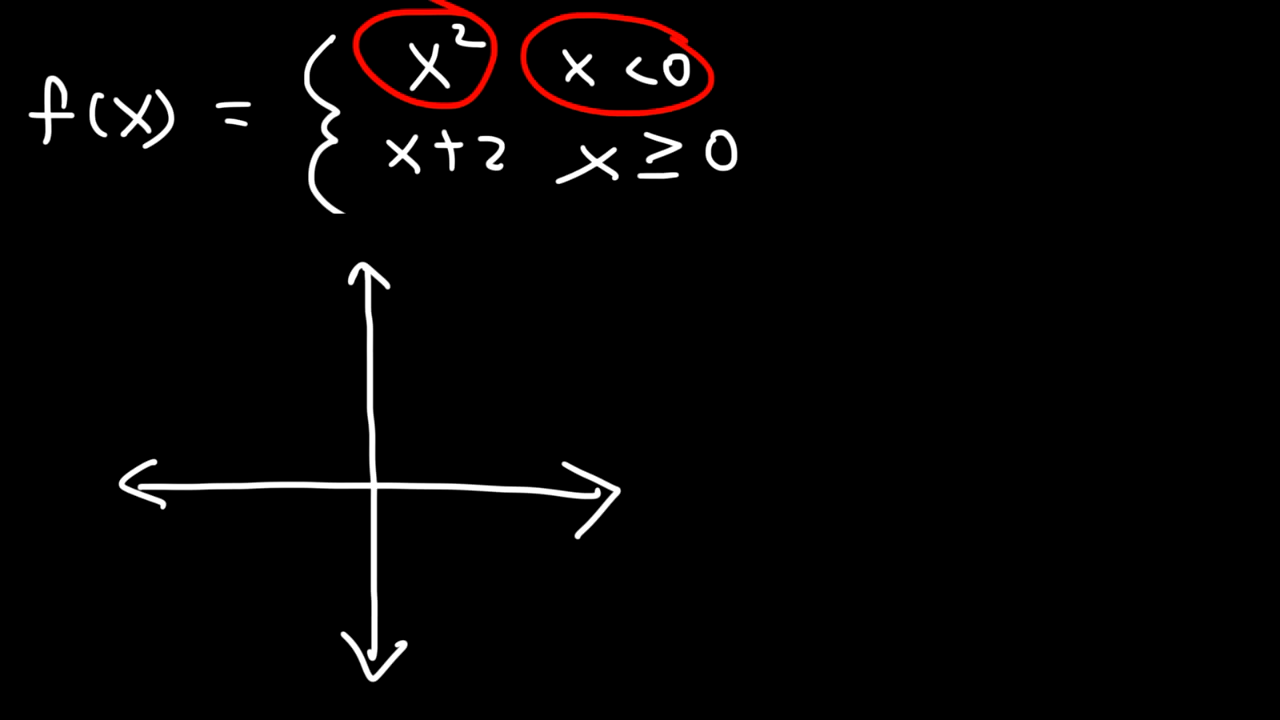 f(x) = { x² x < 0
x + 2 x ≥ 0